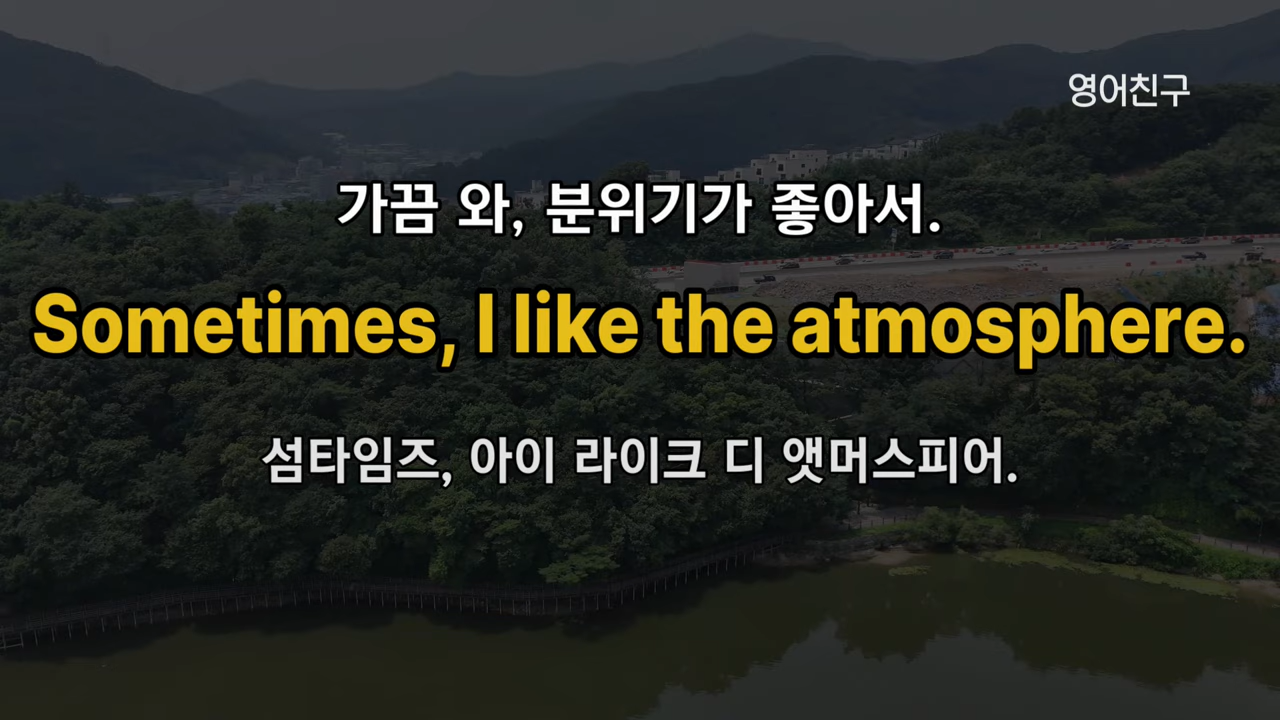 영어친구
가끔 와, 분위기가 좋아서.
Sometimes, I like the atmosphere.
섬타임즈, 아이 라이크 디 앳머스피어.